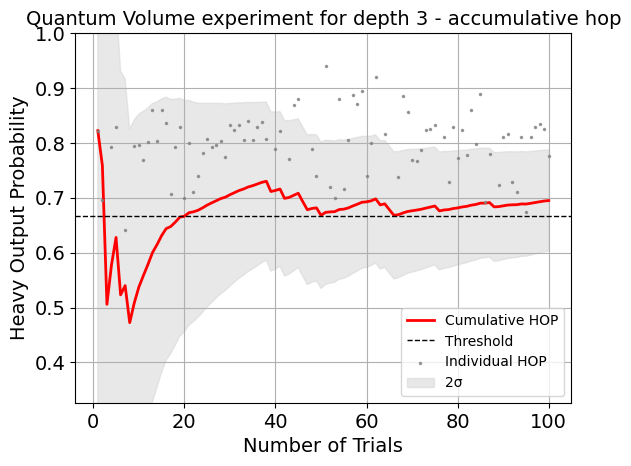 Quantum Volume experiment for depth 3 - accumulative hop
1.0
0.9
0.8
0.7
0.6
0.5
0.4
Heavy Output Probability
Cumulative HOP
Threshold
Individual HOP
2σ
0 20 40 60 80 100
Number of Trials